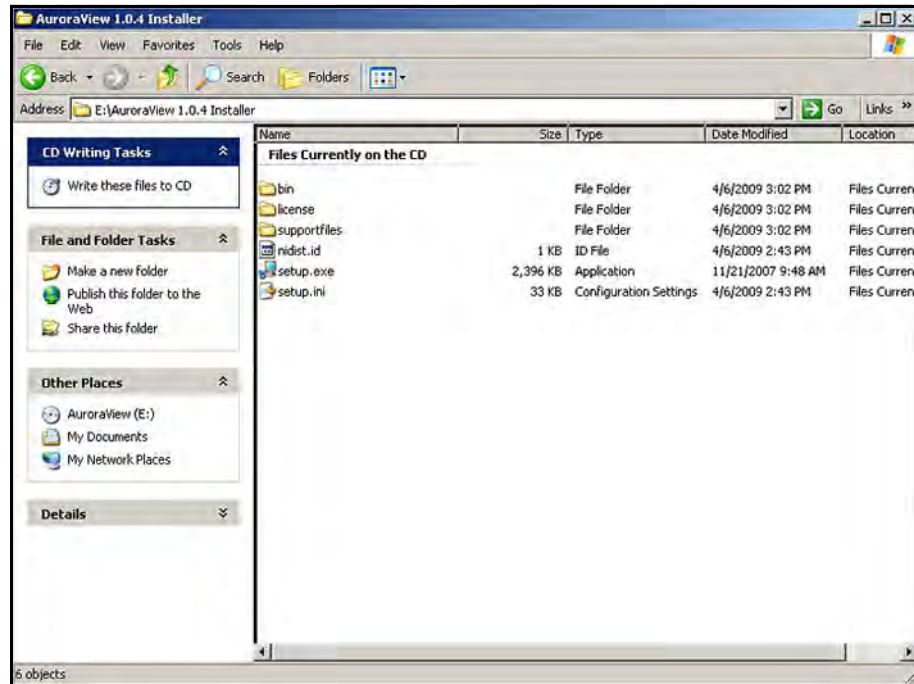 AuroraView 1.0.4 Installer
File Edit View Favorites Tools Help
Back Search Folders
Address E:\AuroraView 1.0.4 Installer Go Links »
Name Size Type Date Modified Location
CD Writing Tasks
Write these files to CD
File and Folder Tasks
Make a new folder
Publish this folder to the
Web
Share this folder
Other Places
AuroraView (E:)
My Documents
My Network Places
Details
Files Currently on the CD
bin File Folder 4/6/2009 3:02 PM Files Curren
license File Folder 4/6/2009 3:02 PM Files Curren
supportfiles File Folder 4/6/2009 3:02 PM Files Curren
nidist.id 1 KB ID File 4/6/2009 2:43 PM Files Curren
setup.exe 2,396 KB Application 11/21/2007 9:48 AM Files Curren
setup.ini 33 KB Configuration Settings 4/6/2009 2:43 PM Files Curren
6 objects